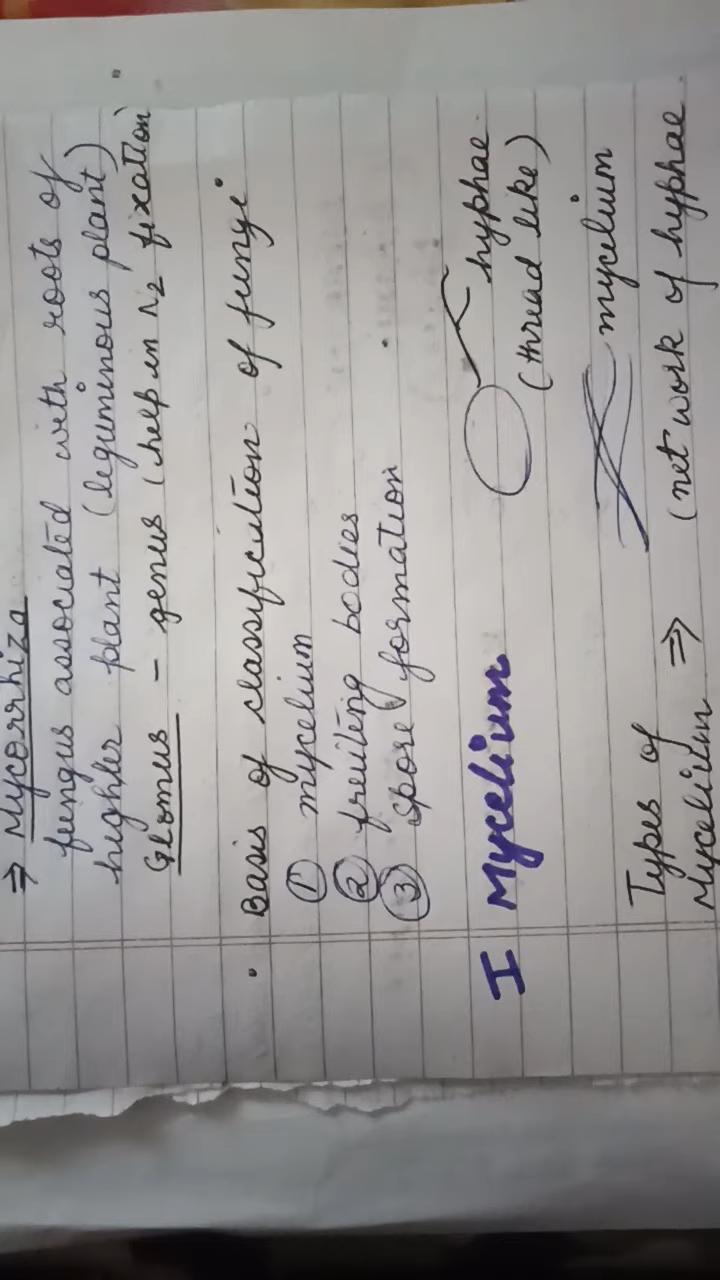 ⇒ Mycorrhiza
fungus associated with roots of
higher plant (leguminous plant)
Glomus - genus (help in N2 fixation)
• Basis of classification of fungi
① mycelium
② fruiting bodies
③ spore formation
I Mycelium
hyphae
(thread like)
mycelium
Types of
Mycelium ⇒ (net work of hyphae